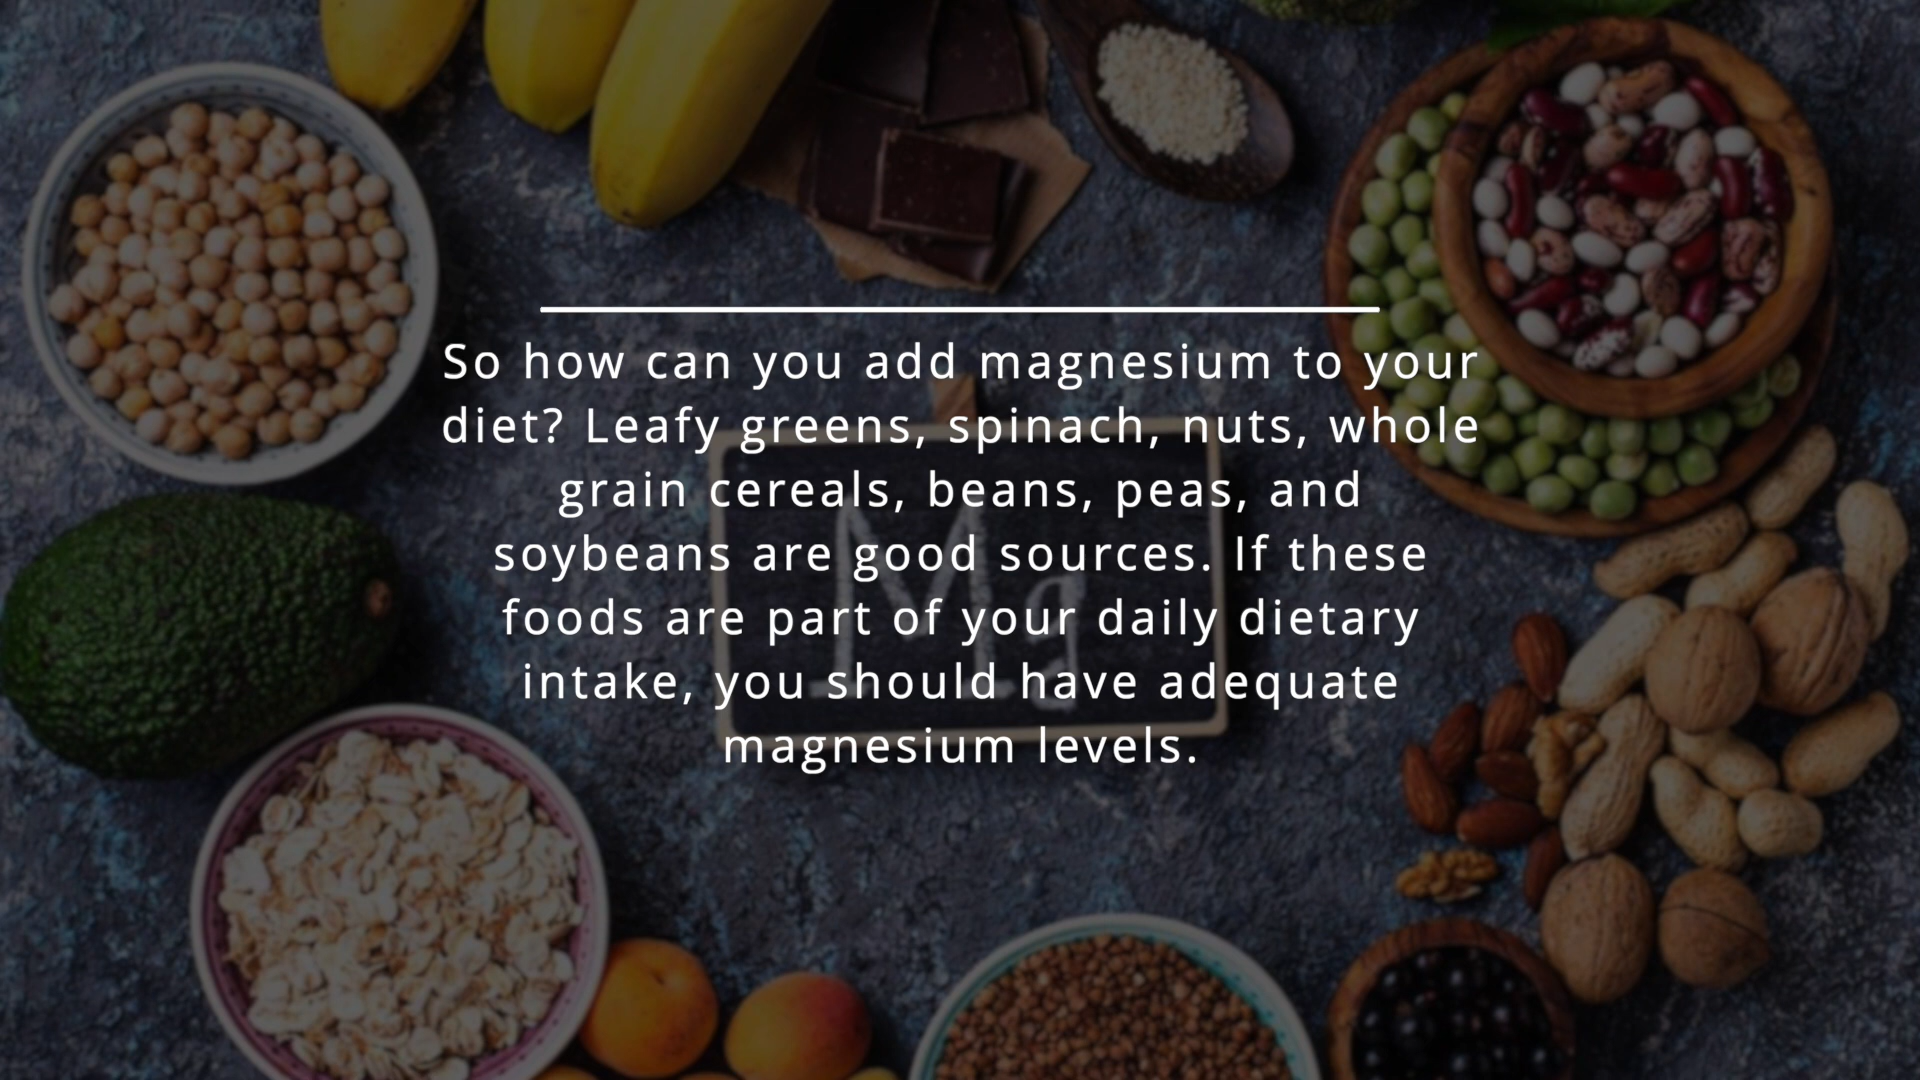 So how can you add magnesium to your
diet? Leafy greens, spinach, nuts, whole
grain cereals, beans, peas, and
soybeans are good sources. If these
foods are part of your daily dietary
intake, you should have adequate
magnesium levels.
Mg